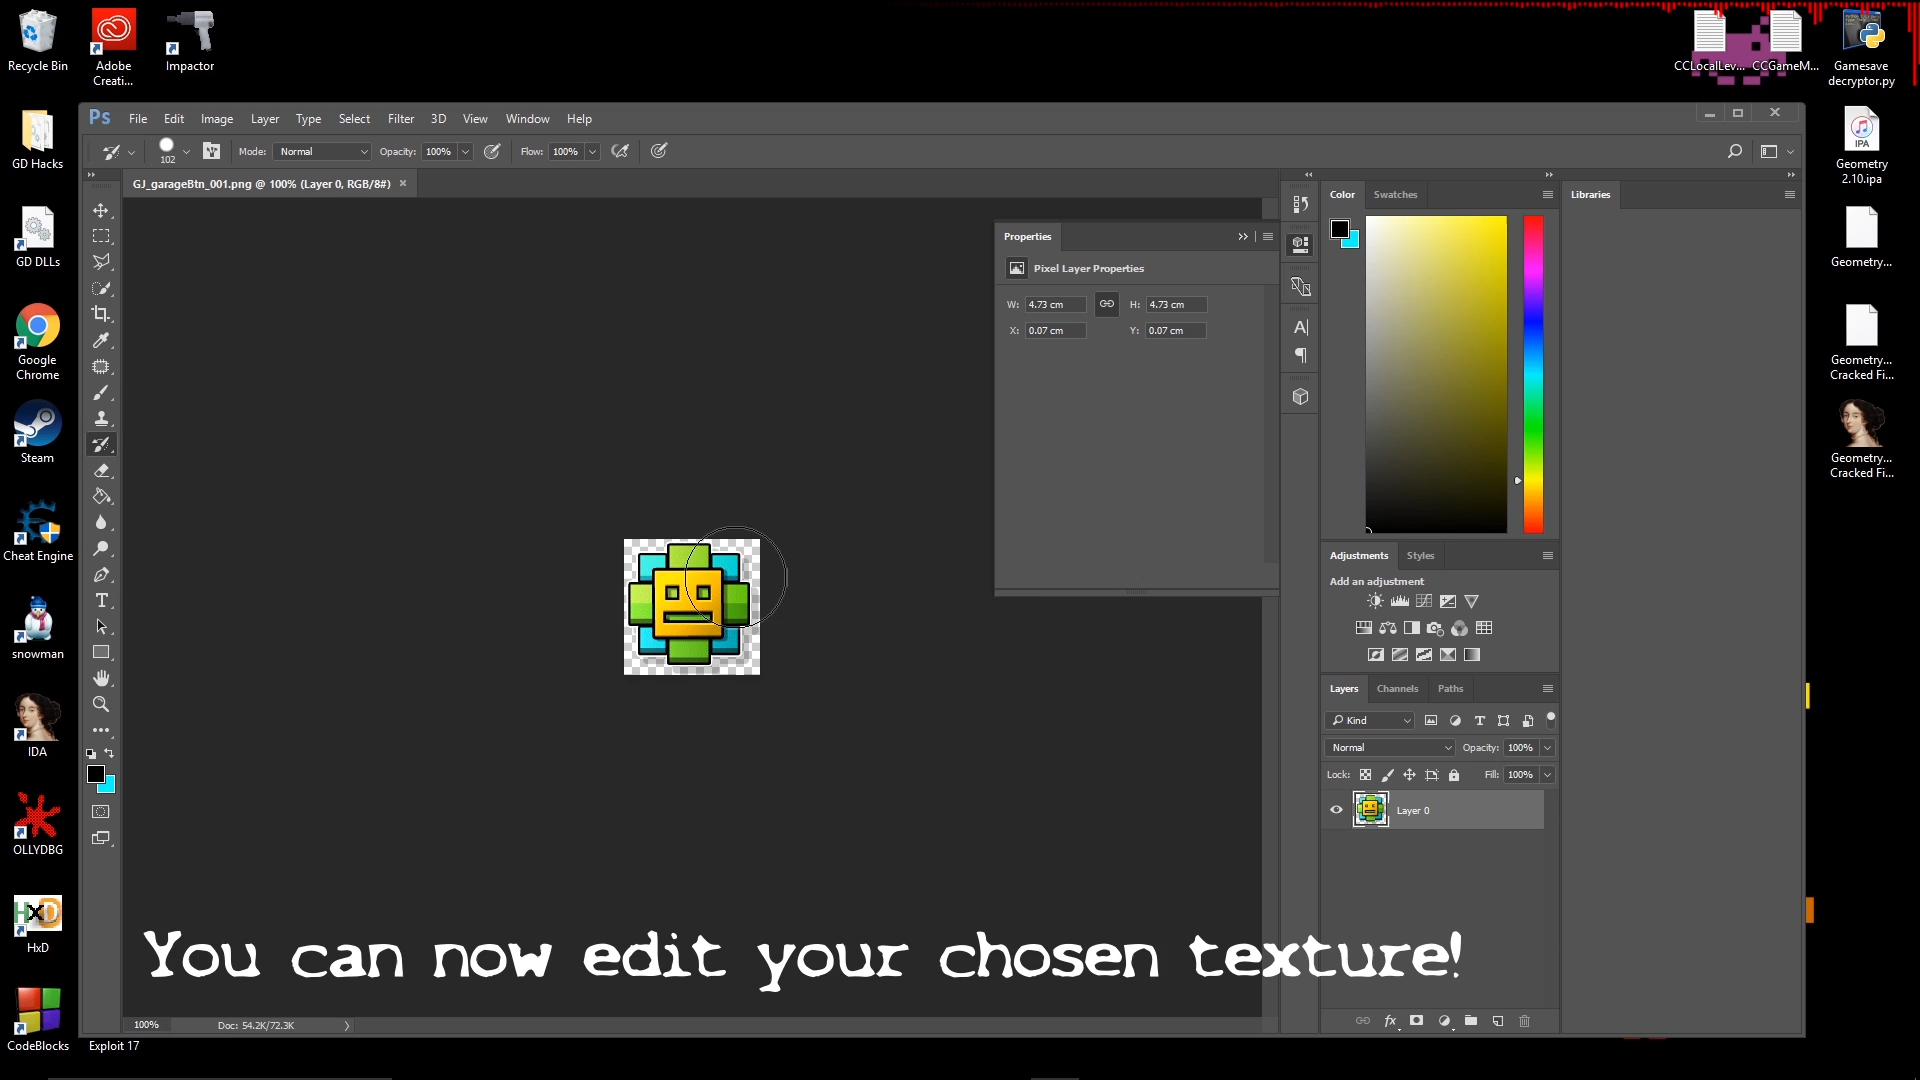 Recycle Bin
Adobe
Creati...
Impactor
CCLocalLev...
CCGameM...
Gamesave
decryptor.py
GD Hacks
GD DLLs
Google
Chrome
Steam
Cheat Engine
snowman
IDA
OLLYDBG
HxD
CodeBlocks
Exploit 17
Geometry
2.10.ipa
IPA
Geometry...
Geometry...
Cracked Fi...
Geometry...
Cracked Fi...
Ps File Edit Image Layer Type Select Filter 3D View Window Help
102 Mode: Normal Opacity: 100% Flow: 100%
GJ_garageBtn_001.png @ 100% (Layer 0, RGB/8#) ×
Properties
Pixel Layer Properties
W: 4.73 cm H: 4.73 cm
X: 0.07 cm Y: 0.07 cm
Color Swatches
Libraries
Adjustments Styles
Add an adjustment
Layers Channels Paths
Kind
Normal Opacity: 100%
Lock: Fill: 100%
Layer 0
You can now edit your chosen texture!
100% Doc: 54.2K/72.3K